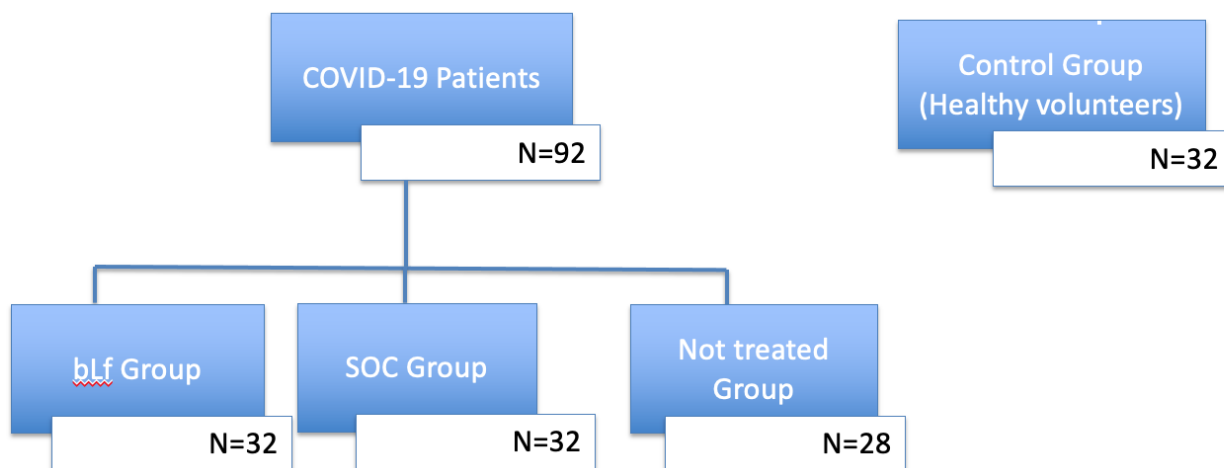 COVID-19 Patients
N=92
Control Group
(Healthy volunteers)
N=32
bLf Group
N=32
SOC Group
N=32
Not treated
Group
N=28